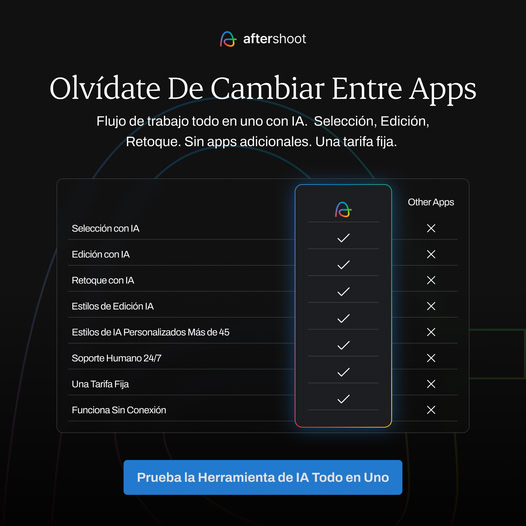 aftershoot
Olvídate De Cambiar Entre Apps
Flujo de trabajo todo en uno con IA. Selección, Edición,
Retoque. Sin apps adicionales. Una tarifa fija.
Other Apps
Selección con IA
Edición con IA
Retoque con IA
Estilos de Edición IA
Estilos de IA Personalizados Más de 45
Soporte Humano 24/7
Una Tarifa Fija
Funciona Sin Conexión
Prueba la Herramienta de IA Todo en Uno